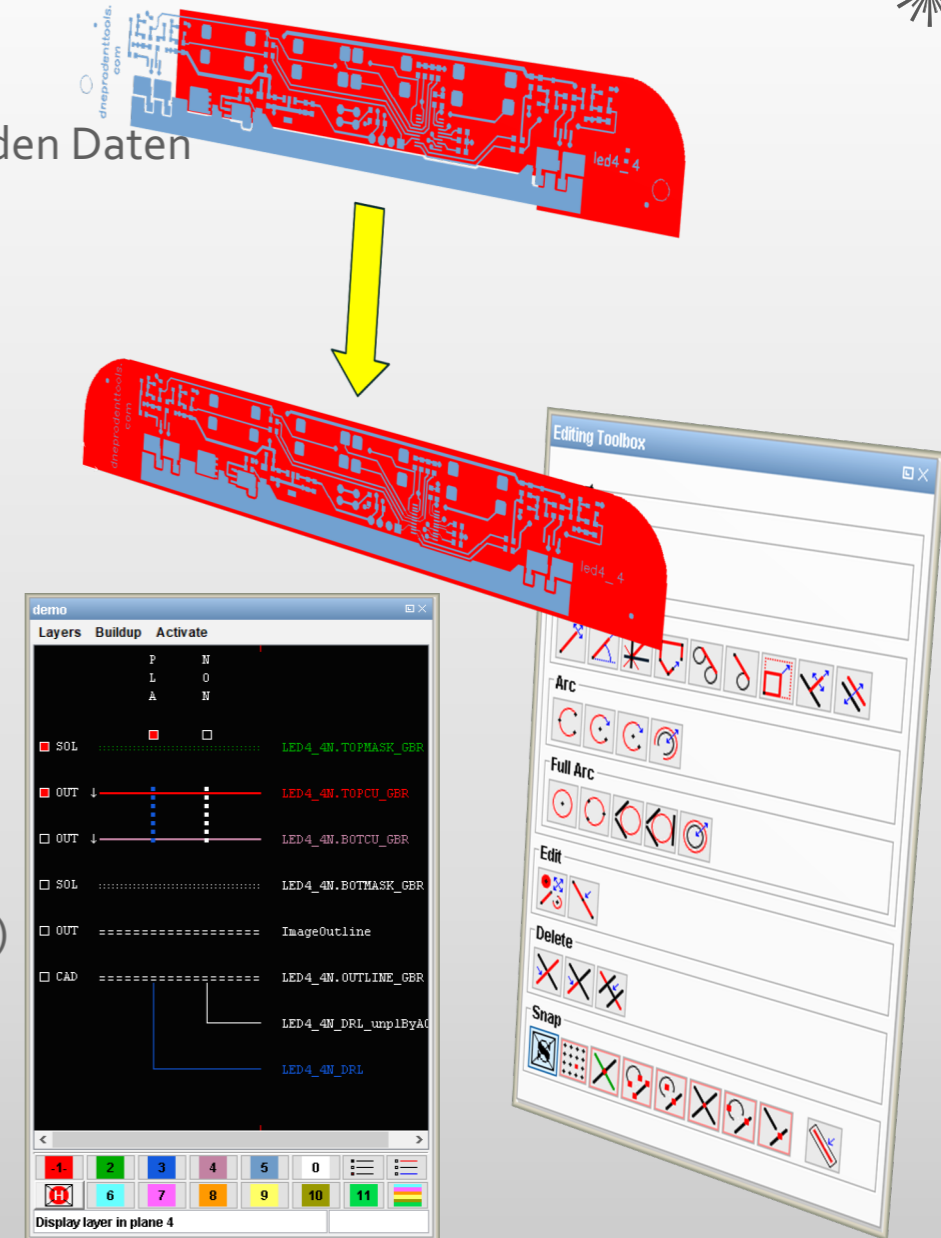 dneprodenttools.
com
den Daten
led4_4
dneprodenttools.
com
led4_4
Editing Toolbox
Arc
Full Arc
Edit
Delete
Snap
S
demo
Layers Buildup Activate
P N
L O
A N
SOL LED4_4N.TOPMASK_GBR
OUT ↓ LED4_4N.TOPCU_GBR
OUT ↓ LED4_4N.BOTCU_GBR
SOL LED4_4N.BOTMASK_GBR
OUT ImageOutline
)
CAD LED4_4N.OUTLINE_GBR
LED4_4N_DRL_unplByA
LED4_4N_DRL
< >
-1- 2 3 4 5 0
H 6 7 8 9 10 11
Display layer in plane 4